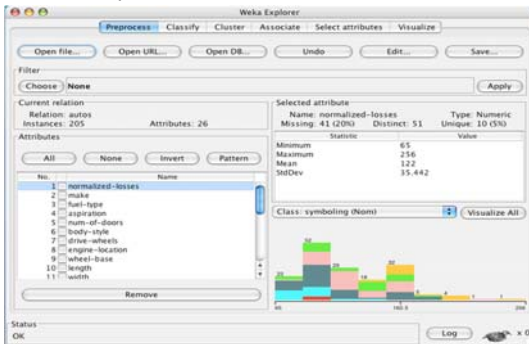 Weka Explorer
Preprocess Classify Cluster Associate Select attributes Visualize
Open file... Open URL... Open DB... Undo Edit... Save...
Filter
Choose None Apply
Current relation
Relation: autos
Instances: 205 Attributes: 26
Attributes
All None Invert Pattern
No. Name
1 normalized-losses
2 make
3 fuel-type
4 aspiration
5 num-of-doors
6 body-style
7 drive-wheels
8 engine-location
9 wheel-base
10 length
11 width
Remove
Selected attribute
Name: normalized-losses Type: Numeric
Missing: 41 (20%) Distinct: 51 Unique: 10 (5%)
Statistic Value
Minimum 65
Maximum 256
Mean 122
StdDev 35.442
Class: symboling (Nom) Visualize All
Status
OK
Log x 0